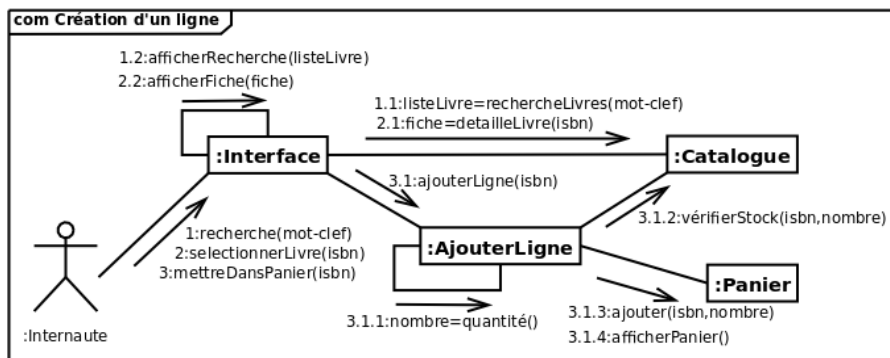 com Création d'un ligne
1.2:afficherRecherche(listeLivre)
2.2:afficherFiche(fiche)
1.1:listeLivre=rechercheLivres(mot-clef)
2.1:fiche=detailleLivre(isbn)
:Interface
:Catalogue
3.1:ajouterLigne(isbn)
3.1.2:vérifierStock(isbn,nombre)
1:recherche(mot-clef)
2:selectionnerLivre(isbn)
3:mettreDansPanier(isbn)
:AjouterLigne
:Panier
:Internaute
3.1.1:nombre=quantité()
3.1.3:ajouter(isbn,nombre)
3.1.4:afficherPanier()